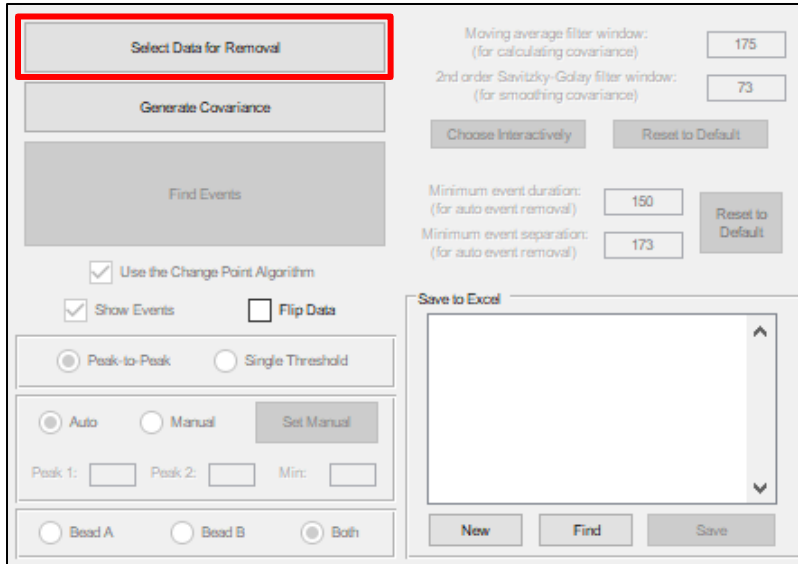 Select Data for Removal
Generate Covariance
Find Events
Use the Change Point Algorithm
Show Events
Flip Data
Peak-to-Peak
Single Threshold
Auto
Manual
Set Manual
Peak 1:
Peak 2:
Min:
Bead A
Bead B
Both
Moving average filter window:
(for calculating covariance)
175
2nd order Savitzky-Golay filter window:
(for smoothing covariance)
73
Choose Interactively
Reset to Default
Minimum event duration:
(for auto event removal)
150
Minimum event separation:
(for auto event removal)
173
Reset to
Default
Save to Excel
New
Find
Save